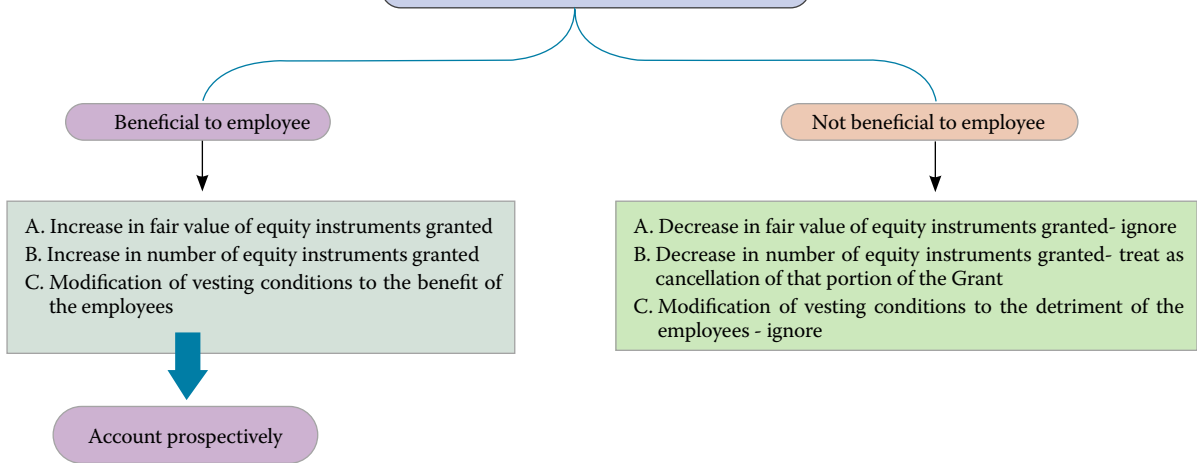 Beneficial to employee
Not beneficial to employee
A. Increase in fair value of equity instruments granted
B. Increase in number of equity instruments granted
C. Modification of vesting conditions to the benefit of
the employees
A. Decrease in fair value of equity instruments granted- ignore
B. Decrease in number of equity instruments granted- treat as
cancellation of that portion of the Grant
C. Modification of vesting conditions to the detriment of the
employees - ignore
Account prospectively